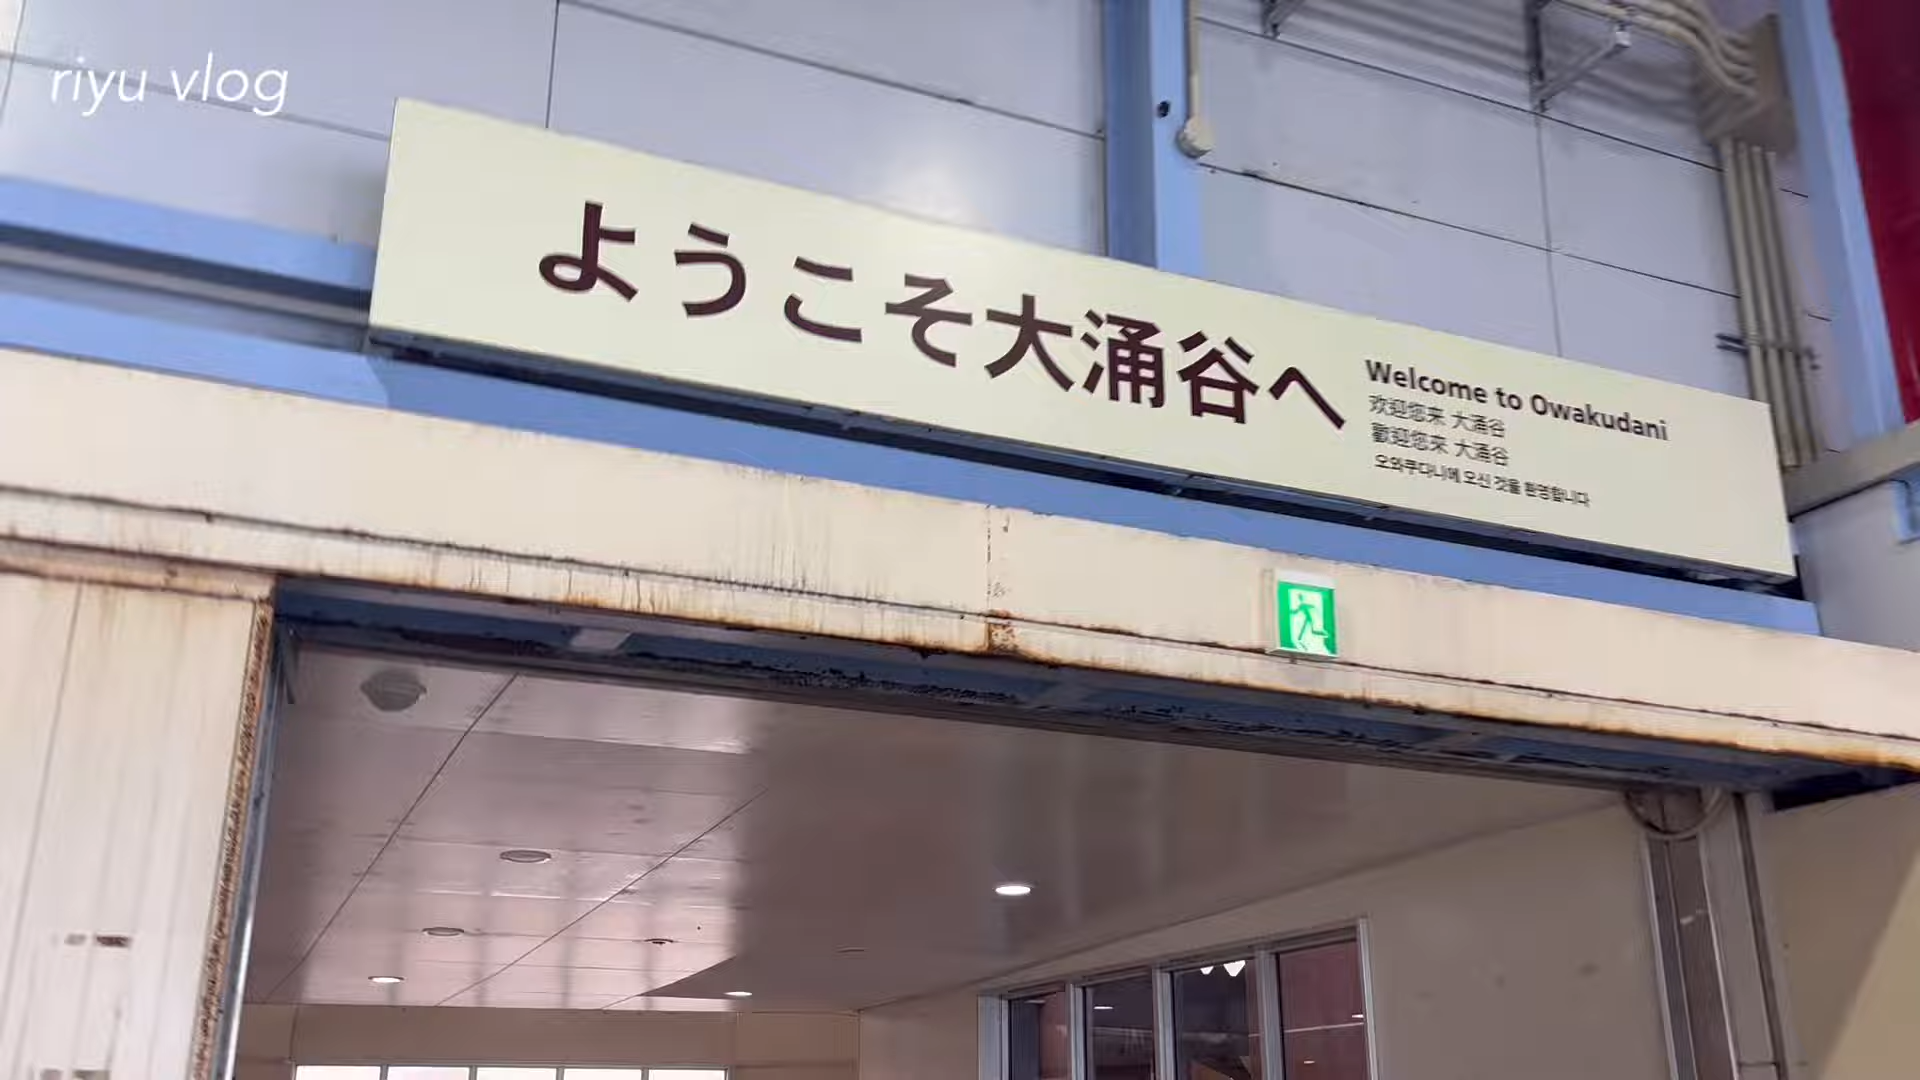 riyu vlog
ようこそ大涌谷へ
Welcome to Owakudani
欢迎您来 大涌谷
歡迎您來 大涌谷
오와쿠다니에 오신 것을 환영합니다